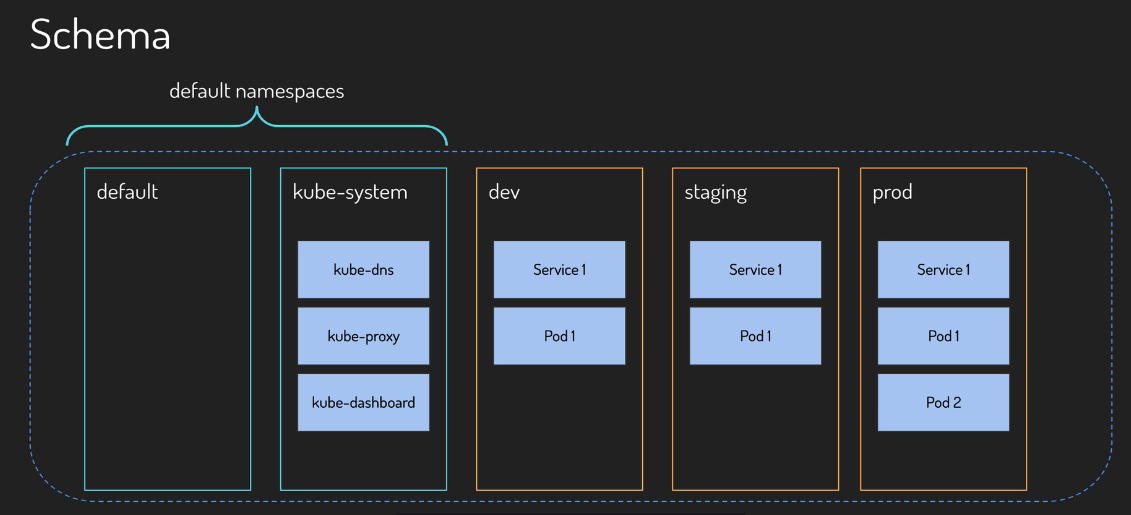 Schema
default namespaces
default
kube-system
kube-dns
kube-proxy
kube-dashboard
dev
Service 1
Pod 1
staging
Service 1
Pod 1
prod
Service 1
Pod 1
Pod 2